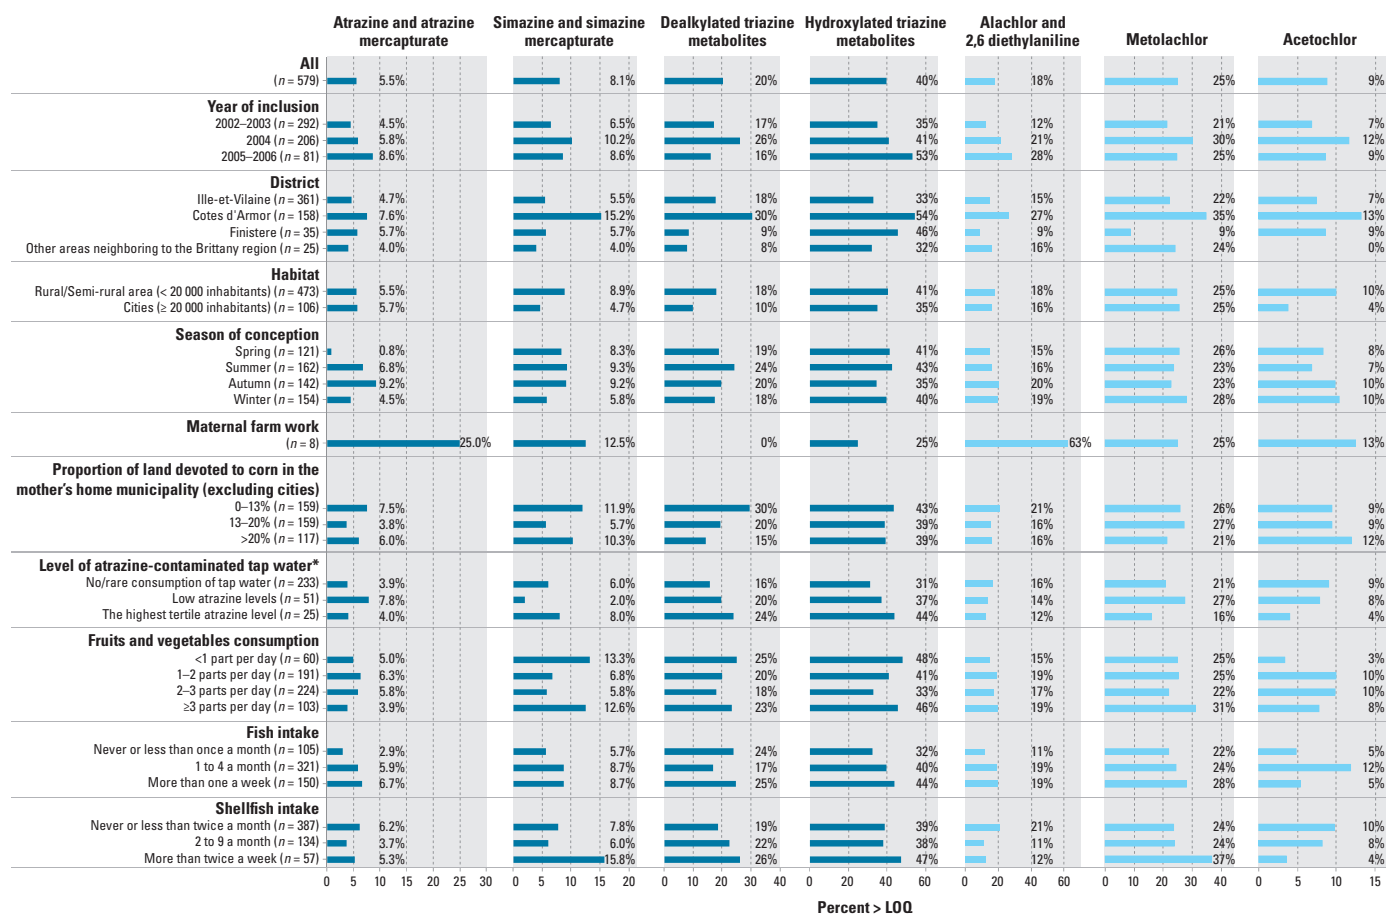 Atrazine and atrazine mercapturate Simazine and simazine mercapturate Dealkylated triazine metabolites Hydroxylated triazine metabolites Alachlor and 2,6 diethylaniline Metolachlor Acetochlor
All
(n = 579) 5.5% 8.1% 20% 40% 18% 25% 9%
Year of inclusion
2002–2003 (n = 292) 4.5% 6.5% 17% 35% 12% 21% 7%
2004 (n = 206) 5.8% 10.2% 26% 41% 21% 30% 12%
2005–2006 (n = 81) 8.6% 8.6% 16% 53% 28% 25% 9%
District
Ille-et-Vilaine (n = 361) 4.7% 5.5% 18% 33% 15% 22% 7%
Cotes d'Armor (n = 158) 7.6% 15.2% 30% 54% 27% 35% 13%
Finistere (n = 35) 5.7% 5.7% 9% 46% 9% 9% 9%
Other areas neighboring to the Brittany region (n = 25) 4.0% 4.0% 8% 32% 16% 24% 0%
Habitat
Rural/Semi-rural area (< 20 000 inhabitants) (n = 473) 5.5% 8.9% 18% 41% 18% 25% 10%
Cities (≥ 20 000 inhabitants) (n = 106) 5.7% 4.7% 10% 35% 16% 25% 4%
Season of conception
Spring (n = 121) 0.8% 8.3% 19% 41% 15% 26% 8%
Summer (n = 162) 6.8% 9.3% 24% 43% 16% 23% 7%
Autumn (n = 142) 9.2% 9.2% 20% 35% 20% 23% 10%
Winter (n = 154) 4.5% 5.8% 18% 40% 19% 28% 10%
Maternal farm work
(n = 8) 25.0% 12.5% 0% 25% 63% 25% 13%
Proportion of land devoted to corn in the
mother's home municipality (excluding cities)
0–13% (n = 159) 7.5% 11.9% 30% 43% 21% 26% 9%
13–20% (n = 159) 3.8% 5.7% 20% 39% 16% 27% 9%
>20% (n = 117) 6.0% 10.3% 15% 39% 16% 21% 12%
Level of atrazine-contaminated tap water*
No/rare consumption of tap water (n = 233) 3.9% 6.0% 16% 31% 16% 21% 9%
Low atrazine levels (n = 51) 7.8% 2.0% 20% 37% 14% 27% 8%
The highest tertile atrazine level (n = 25) 4.0% 8.0% 24% 44% 12% 16% 4%
Fruits and vegetables consumption
<1 part per day (n = 60) 5.0% 13.3% 25% 48% 15% 25% 3%
1–2 parts per day (n = 191) 6.3% 6.8% 20% 41% 19% 25% 10%
2–3 parts per day (n = 224) 5.8% 5.8% 18% 33% 17% 22% 10%
≥3 parts per day (n = 103) 3.9% 12.6% 23% 46% 19% 31% 8%
Fish intake
Never or less than once a month (n = 105) 2.9% 5.7% 24% 32% 11% 22% 5%
1 to 4 a month (n = 321) 5.9% 8.7% 17% 40% 19% 24% 12%
More than one a week (n = 150) 6.7% 8.7% 25% 44% 19% 28% 5%
Shellfish intake
Never or less than twice a month (n = 387) 6.2% 7.8% 19% 39% 21% 24% 10%
2 to 9 a month (n = 134) 3.7% 6.0% 22% 38% 11% 24% 8%
More than twice a week (n = 57) 5.3% 15.8% 26% 47% 12% 37% 4%
0 5 10 15 20 25 30 0 5 10 15 20 0 10 20 30 40 0 20 40 60 0 20 40 60 0 10 20 30 40 0 5 10 15
Percent > LOQ